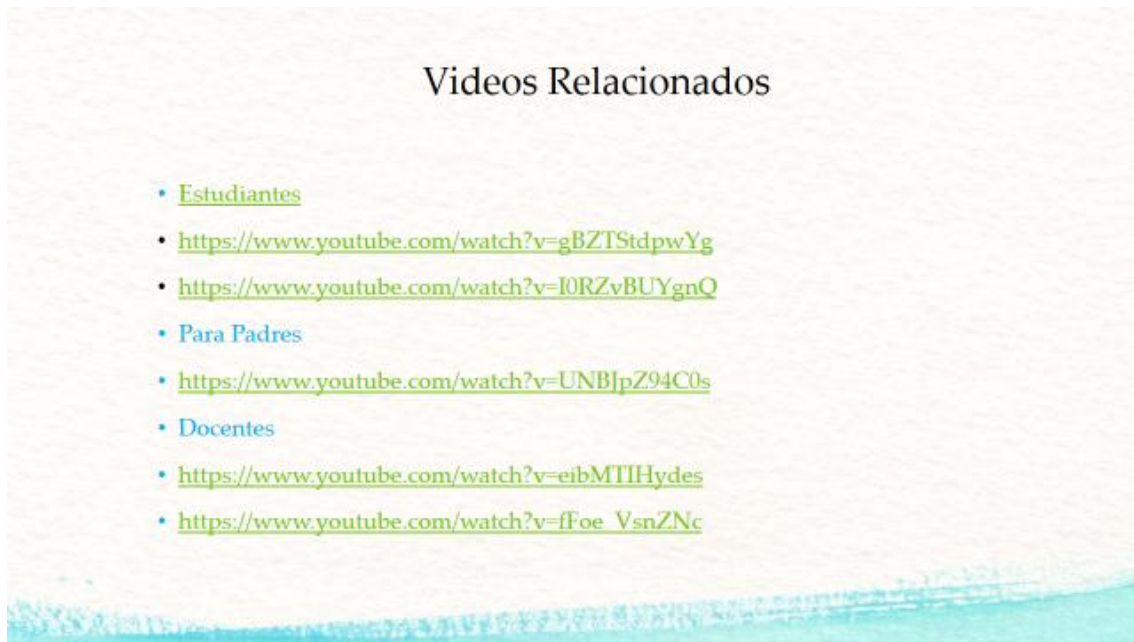 Videos Relacionados
• Estudiantes
• https://www.youtube.com/watch?v=gBZTStdpwYg
• https://www.youtube.com/watch?v=I0RZvBUYgnQ
• Para Padres
• https://www.youtube.com/watch?v=UNBJpZ94C0s
• Docentes
• https://www.youtube.com/watch?v=eibMTIHydes
• https://www.youtube.com/watch?v=fFoe_VsnZNc